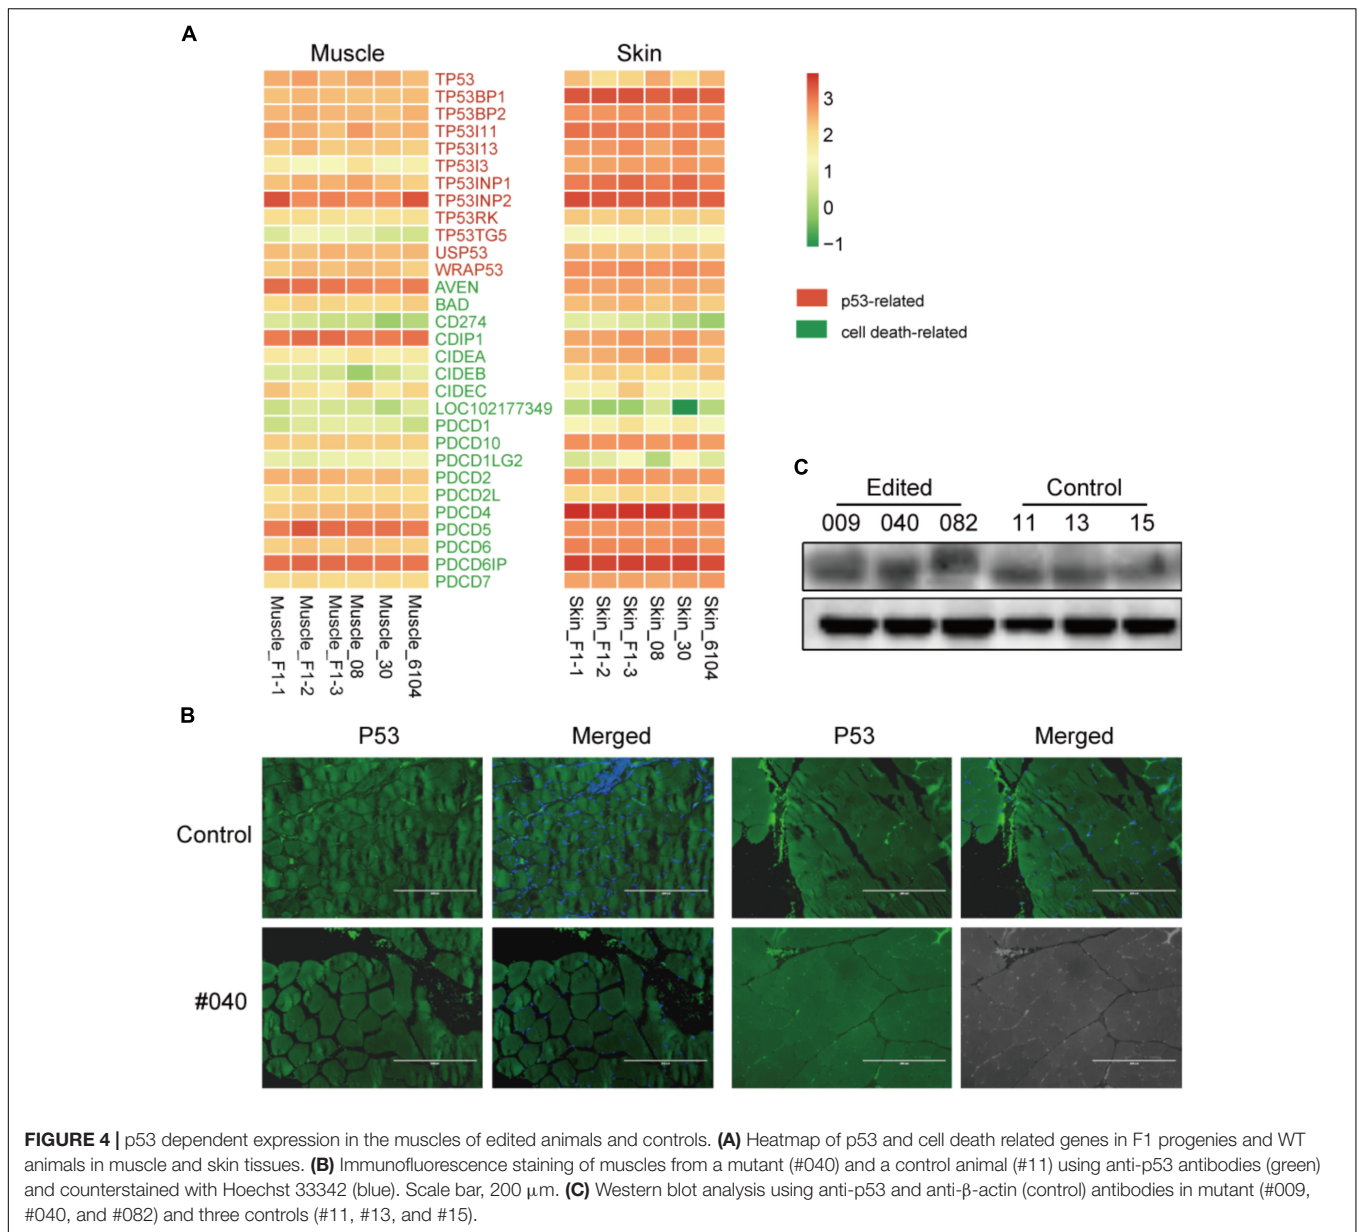 A
Muscle
Skin
TP53
TP53BP1
TP53BP2
TP53I11
TP53I13
TP53I3
TP53INP1
TP53INP2
TP53RK
TP53TG5
USP53
WRAP53
AVEN
BAD
CD274
CDIP1
CIDEA
CIDEB
CIDEC
LOC102177349
PDCD1
PDCD10
PDCD1LG2
PDCD2
PDCD2L
PDCD4
PDCD5
PDCD6
PDCD6IP
PDCD7
Muscle_F1-1
Muscle_F1-2
Muscle_F1-3
Muscle_08
Muscle_30
Muscle_6104
Skin_F1-1
Skin_F1-2
Skin_F1-3
Skin_08
Skin_30
Skin_6104
3
2
1
0
−1
p53-related
cell death-related
C
Edited Control
009 040 082 11 13 15
B
P53 Merged P53 Merged
Control
#040
FIGURE 4 | p53 dependent expression in the muscles of edited animals and controls. (A) Heatmap of p53 and cell death related genes in F1 progenies and WT
animals in muscle and skin tissues. (B) Immunofluorescence staining of muscles from a mutant (#040) and a control animal (#11) using anti-p53 antibodies (green)
and counterstained with Hoechst 33342 (blue). Scale bar, 200 μm. (C) Western blot analysis using anti-p53 and anti-β-actin (control) antibodies in mutant (#009,
#040, and #082) and three controls (#11, #13, and #15).